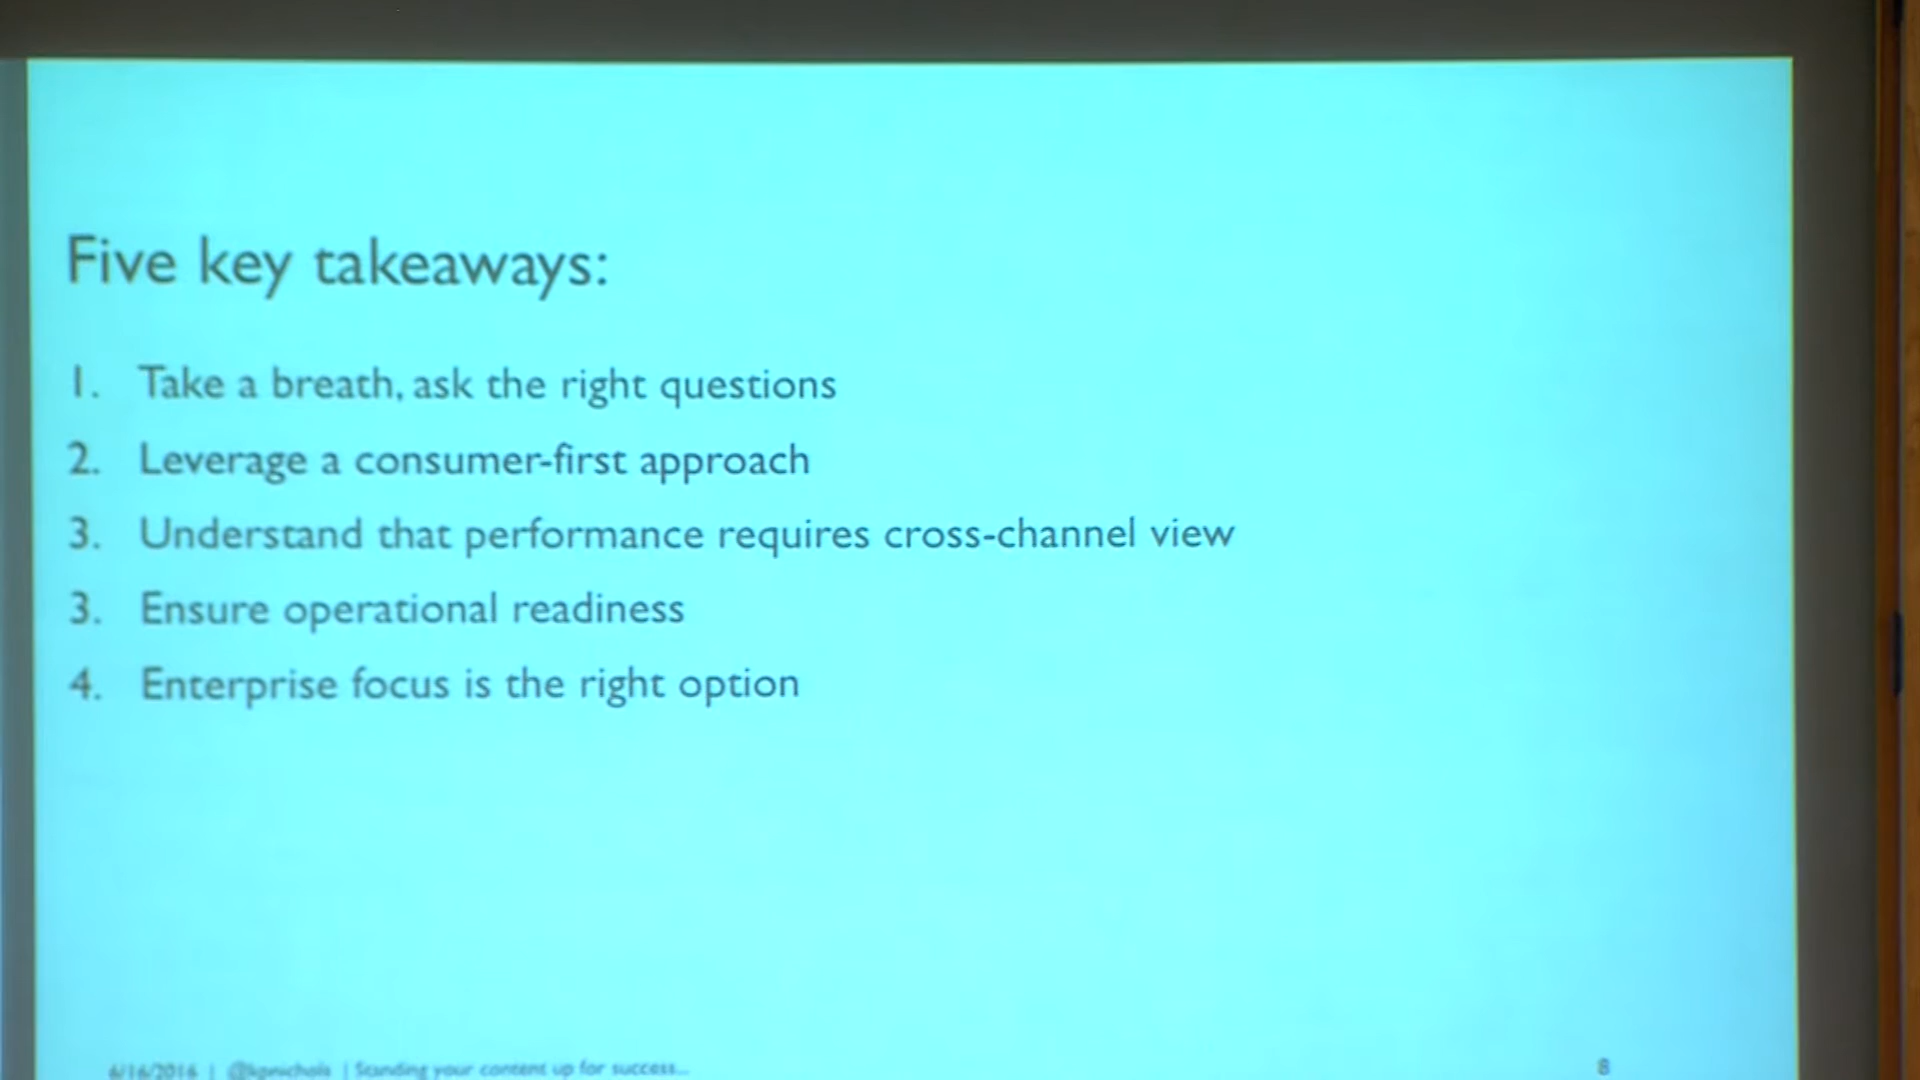 Five key takeaways:
1. Take a breath, ask the right questions
2. Leverage a consumer-first approach
3. Understand that performance requires cross-channel view
3. Ensure operational readiness
4. Enterprise focus is the right option
6/16/2016 | @kpnichols | Standing your content up for success... 8